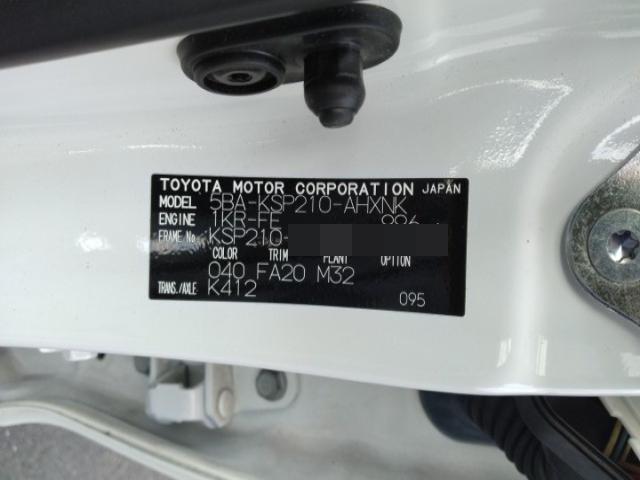 TOYOTA MOTOR CORPORATION JAPAN
MODEL 5BA-KSP210-AHXNK
ENGINE 1KR-FE 996
FRAME No. KSP210-
COLOR TRIM PLANT OPTION
040 FA20 M32
TRANS./AXLE K412 095